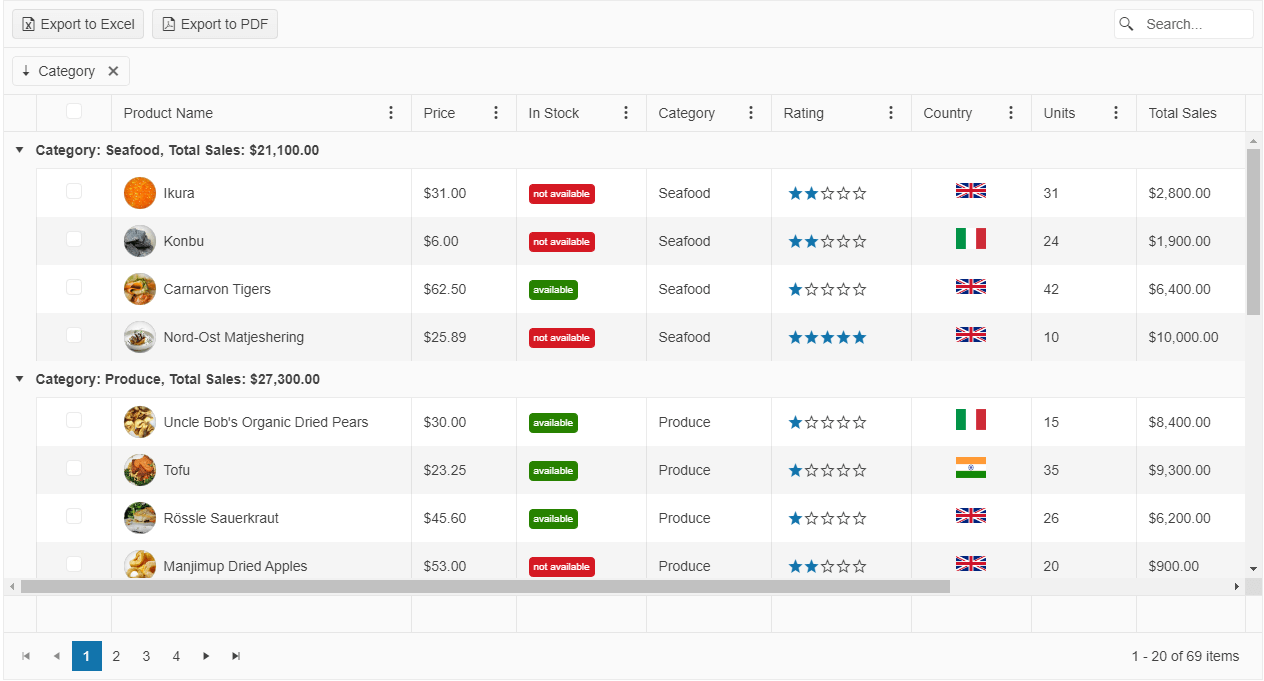 Export to Excel Export to PDF Search...
Category
Product Name Price In Stock Category Rating Country Units Total Sales
Category: Seafood, Total Sales: $21,100.00
Ikura $31.00 not available Seafood 31 $2,800.00
Konbu $6.00 not available Seafood 24 $1,900.00
Carnarvon Tigers $62.50 available Seafood 42 $6,400.00
Nord-Ost Matjeshering $25.89 not available Seafood 10 $10,000.00
Category: Produce, Total Sales: $27,300.00
Uncle Bob's Organic Dried Pears $30.00 available Produce 15 $8,400.00
Tofu $23.25 available Produce 35 $9,300.00
Rössle Sauerkraut $45.60 available Produce 26 $6,200.00
Manjimup Dried Apples $53.00 not available Produce 20 $900.00
1 2 3 4 1 - 20 of 69 items